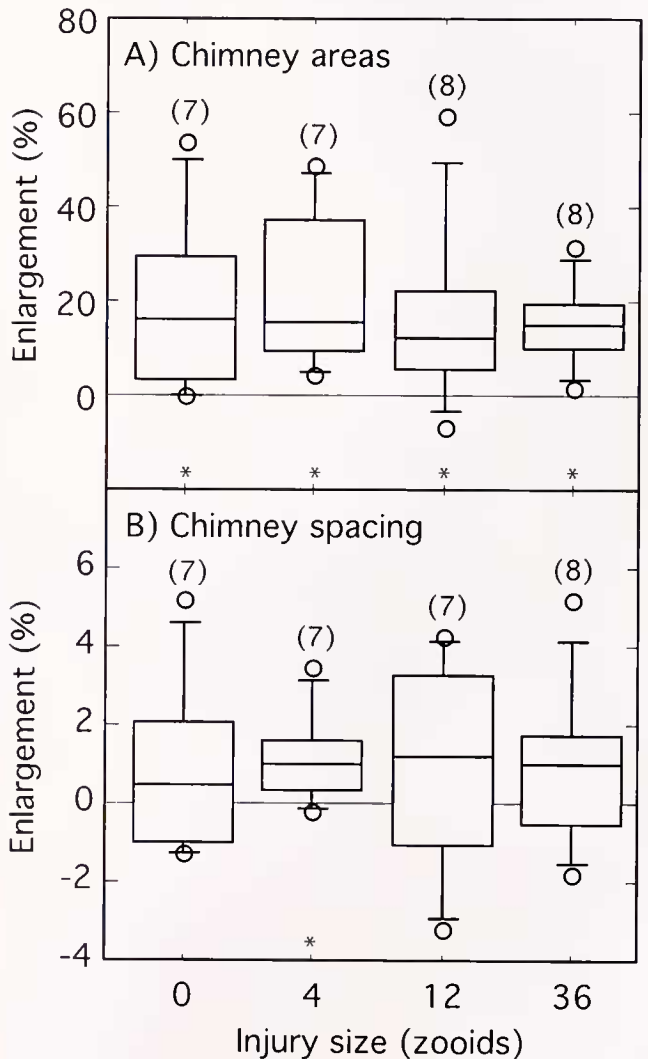 A) Chimney areas
Enlargement (%)
80
60
40
20
0
(7) (7) (8) (8)
* * * *
B) Chimney spacing
Enlargement (%)
6
4
2
0
-2
-4
(7) (7) (7) (8)
*
0 4 12 36
Injury size (zooids)